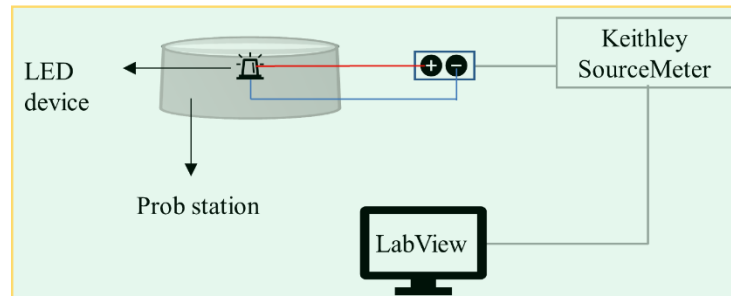 Keithley
SourceMeter
LED
device
+ −
Prob station
LabView